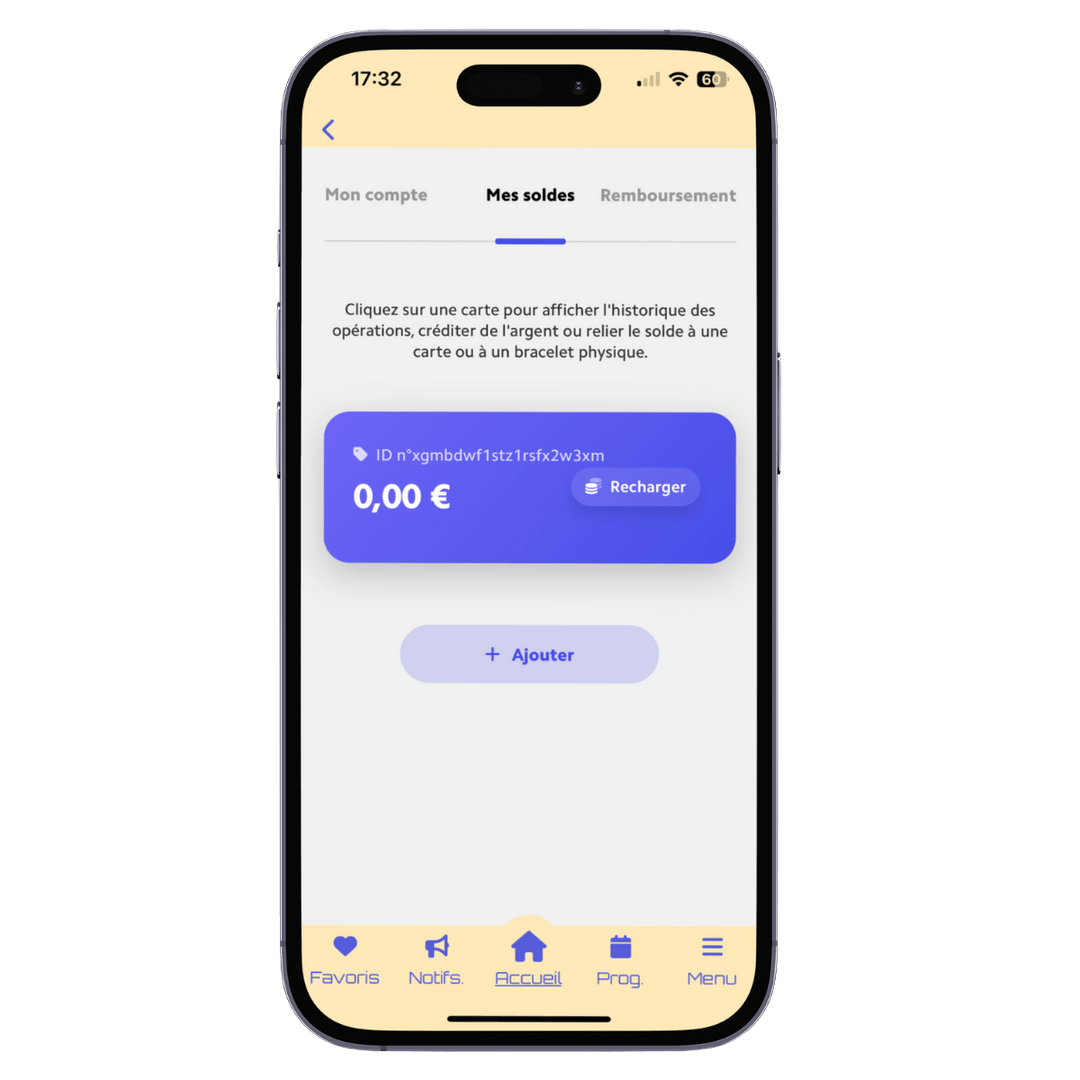 17:32
60
Mon compte
Mes soldes
Remboursement
Cliquez sur une carte pour afficher l'historique des
opérations, créditer de l'argent ou relier le solde à une
carte ou à un bracelet physique.
ID n°xgmbdwf1stz1rsfx2w3xm
0,00 €
Recharger
+ Ajouter
Favoris
Notifs.
Accueil
Prog.
Menu